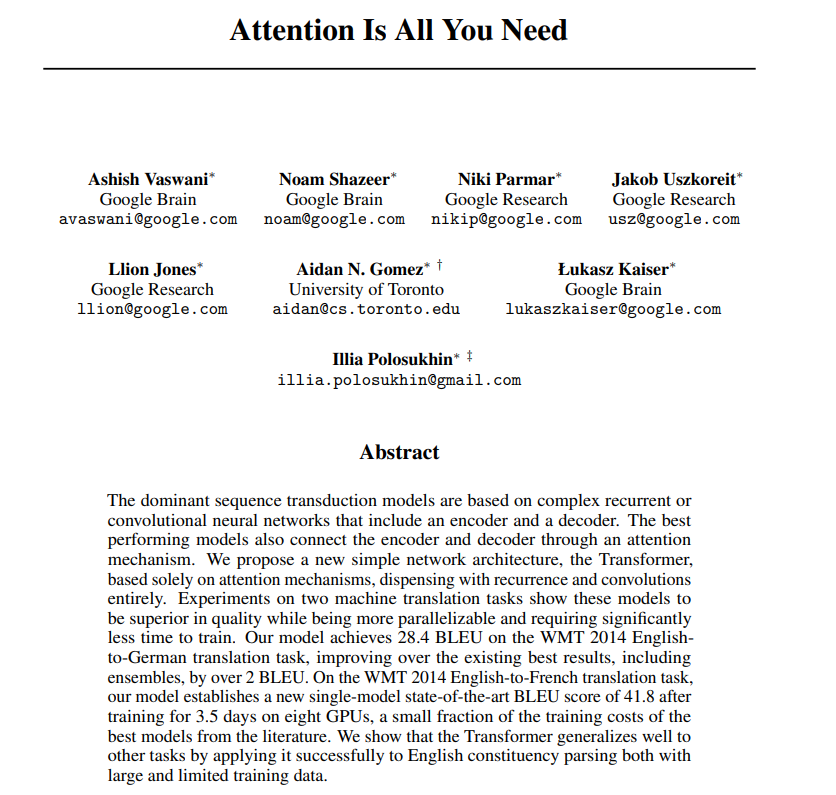 Attention Is All You Need
Ashish Vaswani* Noam Shazeer* Niki Parmar* Jakob Uszkoreit*
Google Brain Google Brain Google Research Google Research
avaswani@google.com noam@google.com nikip@google.com usz@google.com
Llion Jones* Aidan N. Gomez* † Łukasz Kaiser*
Google Research University of Toronto Google Brain
llion@google.com aidan@cs.toronto.edu lukaszkaiser@google.com
Illia Polosukhin* ‡
illia.polosukhin@gmail.com
Abstract
The dominant sequence transduction models are based on complex recurrent or
convolutional neural networks that include an encoder and a decoder. The best
performing models also connect the encoder and decoder through an attention
mechanism. We propose a new simple network architecture, the Transformer,
based solely on attention mechanisms, dispensing with recurrence and convolutions
entirely. Experiments on two machine translation tasks show these models to
be superior in quality while being more parallelizable and requiring significantly
less time to train. Our model achieves 28.4 BLEU on the WMT 2014 English-
to-German translation task, improving over the existing best results, including
ensembles, by over 2 BLEU. On the WMT 2014 English-to-French translation task,
our model establishes a new single-model state-of-the-art BLEU score of 41.8 after
training for 3.5 days on eight GPUs, a small fraction of the training costs of the
best models from the literature. We show that the Transformer generalizes well to
other tasks by applying it successfully to English constituency parsing both with
large and limited training data.